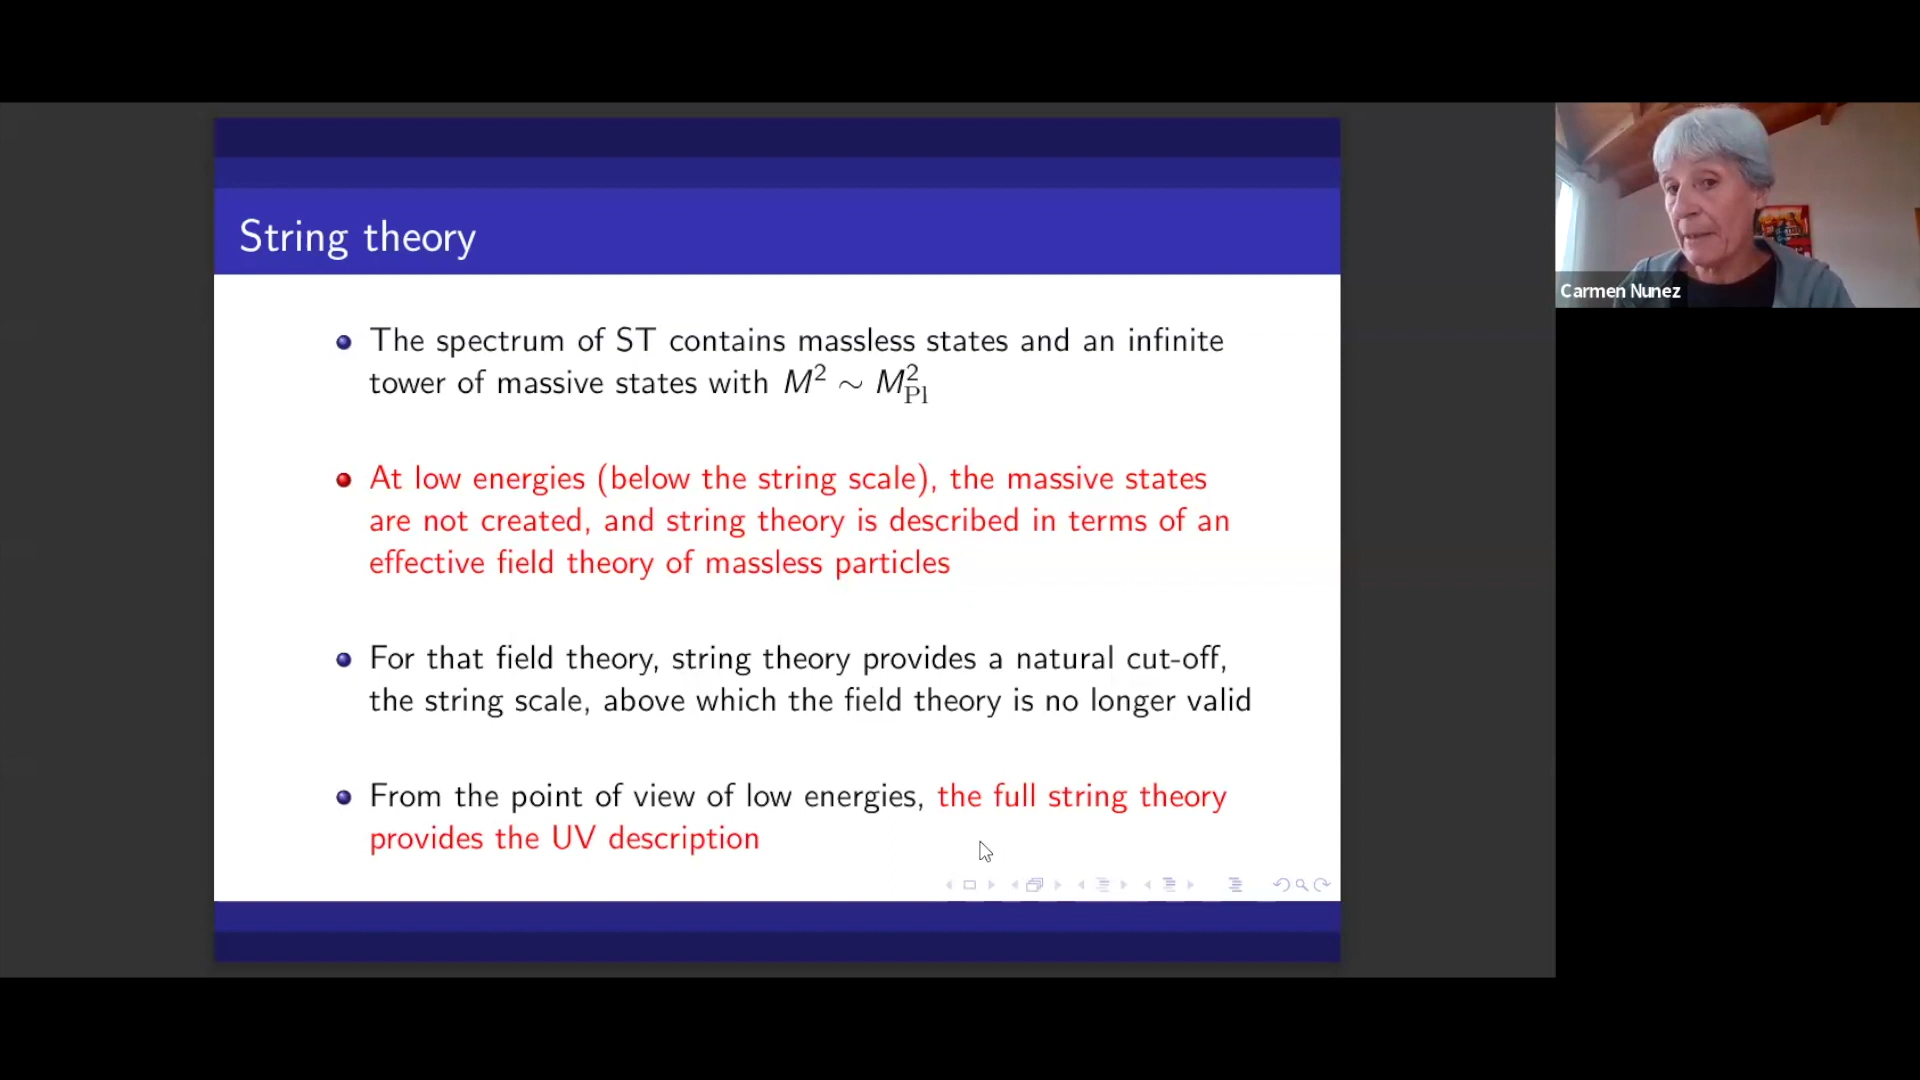 String theory
The spectrum of ST contains massless states and an infinite
tower of massive states with M² ∼ M²Pl
At low energies (below the string scale), the massive states
are not created, and string theory is described in terms of an
effective field theory of massless particles
For that field theory, string theory provides a natural cut-off,
the string scale, above which the field theory is no longer valid
From the point of view of low energies, the full string theory
provides the UV description
Carmen Nunez